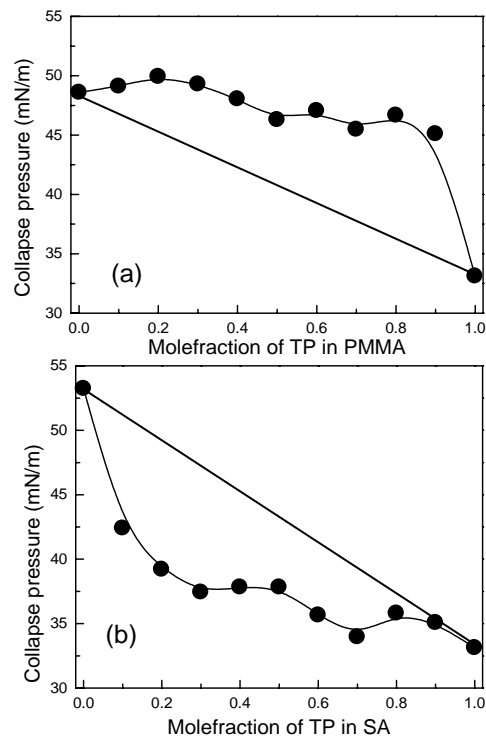 55
50
45
40
35
30
Collapse pressure (mN/m)
(a)
0.0 0.2 0.4 0.6 0.8 1.0
Molefraction of TP in PMMA
55
50
45
40
35
30
Collapse pressure (mN/m)
(b)
0.0 0.2 0.4 0.6 0.8 1.0
Molefraction of TP in SA